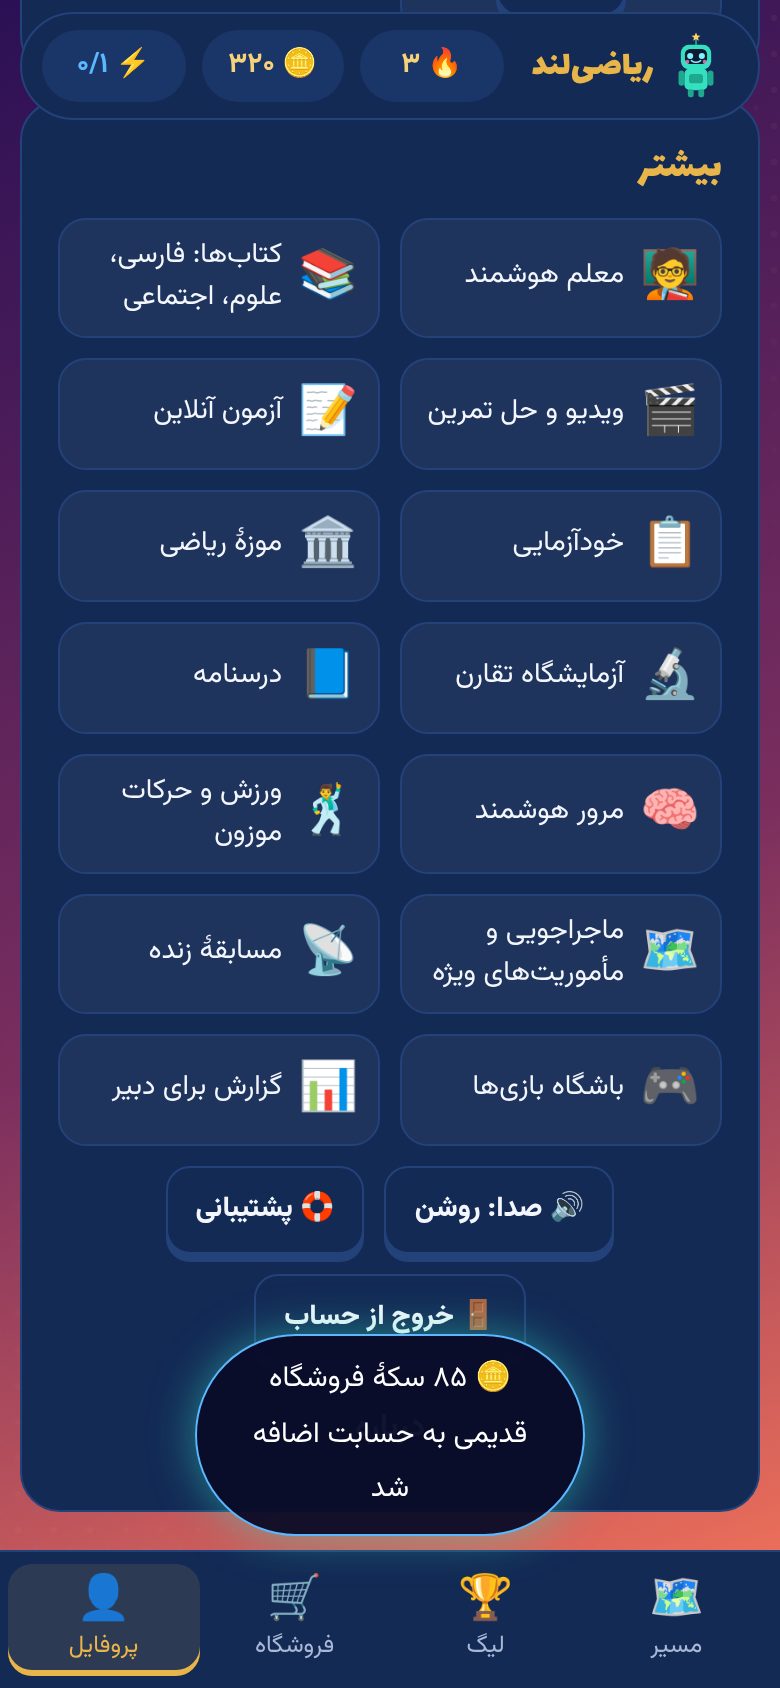 ریاضی‌لند
۳
۳۲۰
۰/۱
بیشتر
معلم هوشمند
کتاب‌ها: فارسی،
علوم، اجتماعی
ویدیو و حل تمرین
آزمون آنلاین
خودآزمایی
موزهٔ ریاضی
آزمایشگاه تقارن
درسنامه
مرور هوشمند
ورزش و حرکات
موزون
ماجراجویی و
مأموریت‌های ویژه
مسابقهٔ زنده
باشگاه بازی‌ها
گزارش برای دبیر
صدا: روشن
پشتیبانی
خروج از حساب
۸۵ سکهٔ فروشگاه
قدیمی به حسابت اضافه
شد
مسیر
لیگ
فروشگاه
پروفایل